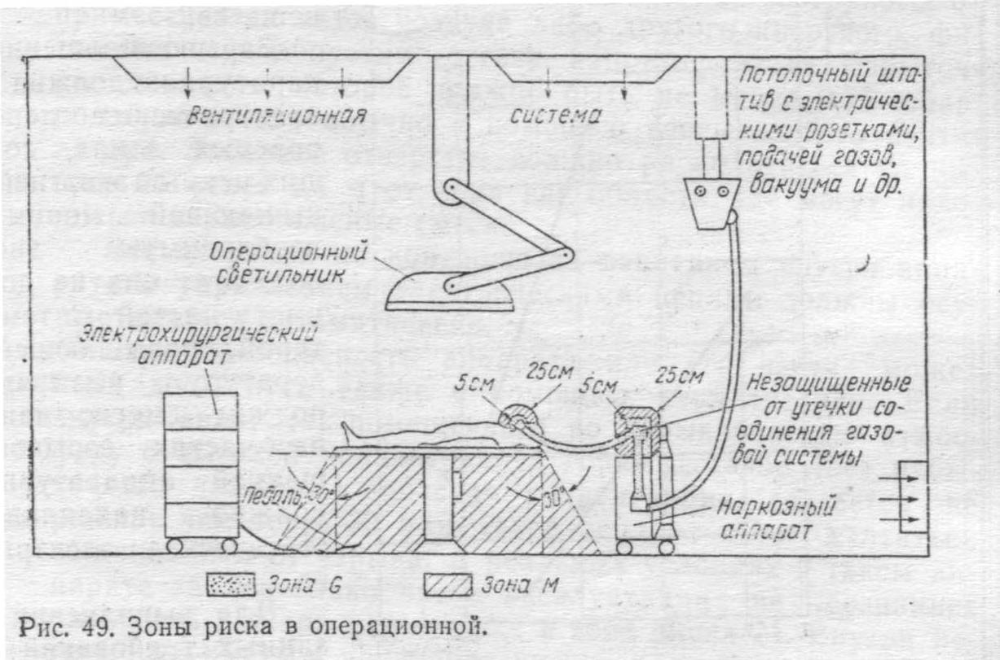 Вентиляционная
система
Потолочный шта-
тив с электричес-
кими розетками,
подачей газов,
вакуума и др.
Операционный
светильник
Электрохирургический
аппарат
5см
25см
5см
25см
Незащищенные
от утечки со-
единения газо-
вой системы
Педаль
30°
30°
Наркозный
аппарат
Зона G
Зона М
Рис. 49. Зоны риска в операционной.